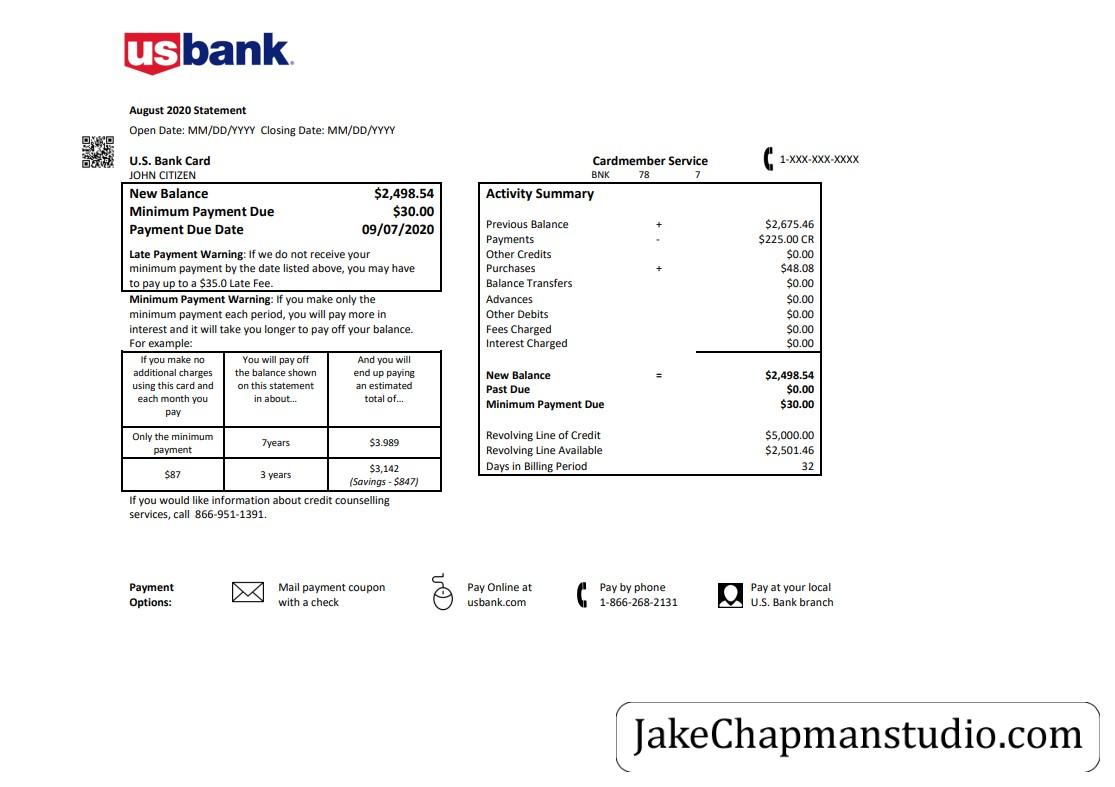 usbank.
August 2020 Statement
Open Date: MM/DD/YYYY Closing Date: MM/DD/YYYY
U.S. Bank Card
JOHN CITIZEN
Cardmember Service
BNK 78 7
1-XXX-XXX-XXXX
New Balance $2,498.54
Minimum Payment Due $30.00
Payment Due Date 09/07/2020
Late Payment Warning: If we do not receive your
minimum payment by the date listed above, you may have
to pay up to a $35.0 Late Fee.
Minimum Payment Warning: If you make only the
minimum payment each period, you will pay more in
interest and it will take you longer to pay off your balance.
For example:
If you make no
additional charges
using this card and
each month you
pay
You will pay off
the balance shown
on this statement
in about...
And you will
end up paying
an estimated
total of...
Only the minimum
payment
7years
$3.989
$87
3 years
$3,142
(Savings - $847)
If you would like information about credit counselling
services, call 866-951-1391.
Activity Summary
Previous Balance + $2,675.46
Payments - $225.00 CR
Other Credits $0.00
Purchases + $48.08
Balance Transfers $0.00
Advances $0.00
Other Debits $0.00
Fees Charged $0.00
Interest Charged $0.00
New Balance = $2,498.54
Past Due $0.00
Minimum Payment Due $30.00
Revolving Line of Credit $5,000.00
Revolving Line Available $2,501.46
Days in Billing Period 32
Payment
Options:
Mail payment coupon
with a check
Pay Online at
usbank.com
Pay by phone
1-866-268-2131
Pay at your local
U.S. Bank branch
JakeChapmanstudio.com